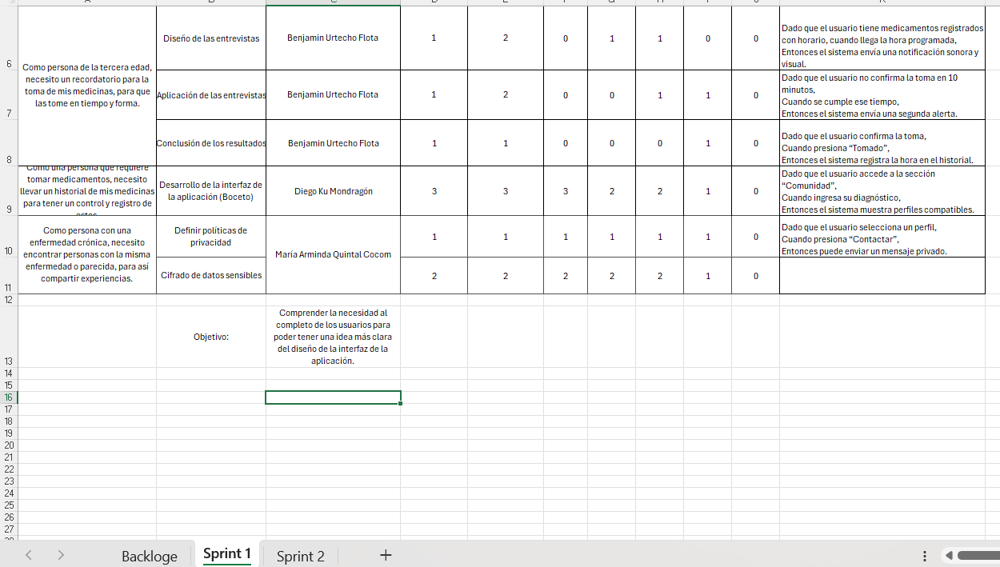 6
Como persona de la tercera edad,
necesito un recordatorio para la
toma de mis medicinas, para que
las tome en tiempo y forma.
Diseño de las entrevistas
Benjamin Urtecho Flota
1 2 0 1 1 0 0
Dado que el usuario tiene medicamentos registrados
con horario, cuando llega la hora programada,
Entonces el sistema envía una notificación sonora y
visual.
7
Aplicación de las entrevistas
Benjamin Urtecho Flota
1 2 0 0 1 1 0
Dado que el usuario no confirma la toma en 10
minutos,
Cuando se cumple ese tiempo,
Entonces el sistema envía una segunda alerta.
8
Conclusión de los resultados
Benjamin Urtecho Flota
1 1 0 0 0 1 0
Dado que el usuario confirma la toma,
Cuando presiona “Tomado”,
Entonces el sistema registra la hora en el historial.
9
Como una persona que requiere
tomar medicamentos, necesito
llevar un historial de mis medicinas
para tener un control y registro de
estos.
Desarrollo de la interfaz de
la aplicación (Boceto)
Diego Ku Mondragón
3 3 3 2 2 1 0
Dado que el usuario accede a la sección
“Comunidad”,
Cuando ingresa su diagnóstico,
Entonces el sistema muestra perfiles compatibles.
10
Como persona con una
enfermedad crónica, necesito
encontrar personas con la misma
enfermedad o parecida, para así
compartir experiencias.
Definir políticas de
privacidad
María Arminda Quintal Cocom
1 1 1 1 1 1 0
Dado que el usuario selecciona un perfil,
Cuando presiona “Contactar”,
Entonces puede enviar un mensaje privado.
11
Cifrado de datos sensibles
2 2 2 2 2 1 0
12
13
Objetivo:
Comprender la necesidad al
completo de los usuarios para
poder tener una idea más clara
del diseño de la interfaz de la
aplicación.
14
15
16
17
18
19
20
21
22
23
24
25
26
27
Backloge Sprint 1 Sprint 2